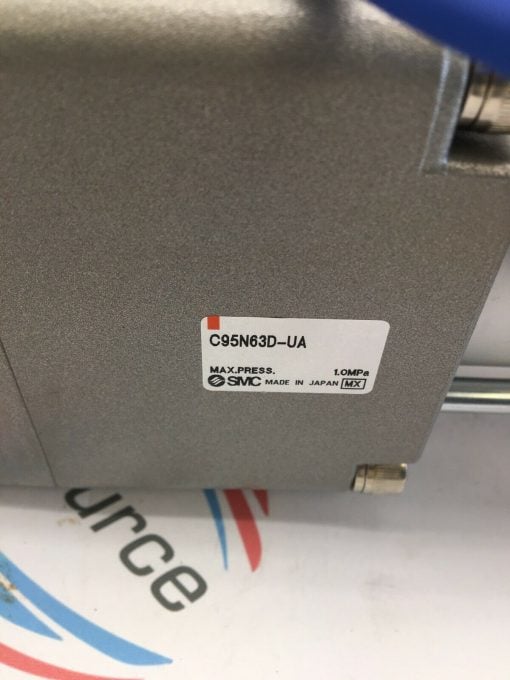 C95N63D-UA
MAX.PRESS. 1.0MPa
SMC MADE IN JAPAN MX
urce